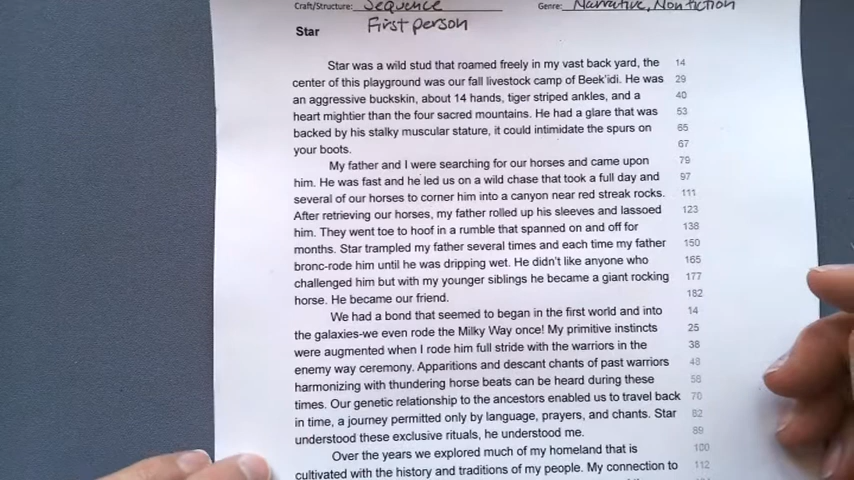 Craft/Structure: Sequence Genre: Narrative, Nonfiction
Star First person
Star was a wild stud that roamed freely in my vast back yard, the 14
center of this playground was our fall livestock camp of Beek'idi. He was 29
an aggressive buckskin, about 14 hands, tiger striped ankles, and a 40
heart mightier than the four sacred mountains. He had a glare that was 53
backed by his stalky muscular stature, it could intimidate the spurs on 65
your boots. 67
My father and I were searching for our horses and came upon 79
him. He was fast and he led us on a wild chase that took a full day and 97
several of our horses to corner him into a canyon near red streak rocks. 111
After retrieving our horses, my father rolled up his sleeves and lassoed 123
him. They went toe to hoof in a rumble that spanned on and off for 138
months. Star trampled my father several times and each time my father 150
bronc-rode him until he was dripping wet. He didn't like anyone who 165
challenged him but with my younger siblings he became a giant rocking 177
horse. He became our friend. 182
We had a bond that seemed to began in the first world and into 14
the galaxies-we even rode the Milky Way once! My primitive instincts 25
were augmented when I rode him full stride with the warriors in the 38
enemy way ceremony. Apparitions and descant chants of past warriors 48
harmonizing with thundering horse beats can be heard during these 58
times. Our genetic relationship to the ancestors enabled us to travel back 70
in time, a journey permitted only by language, prayers, and chants. Star 82
understood these exclusive rituals, he understood me. 89
Over the years we explored much of my homeland that is 100
cultivated with the history and traditions of my people. My connection to 112